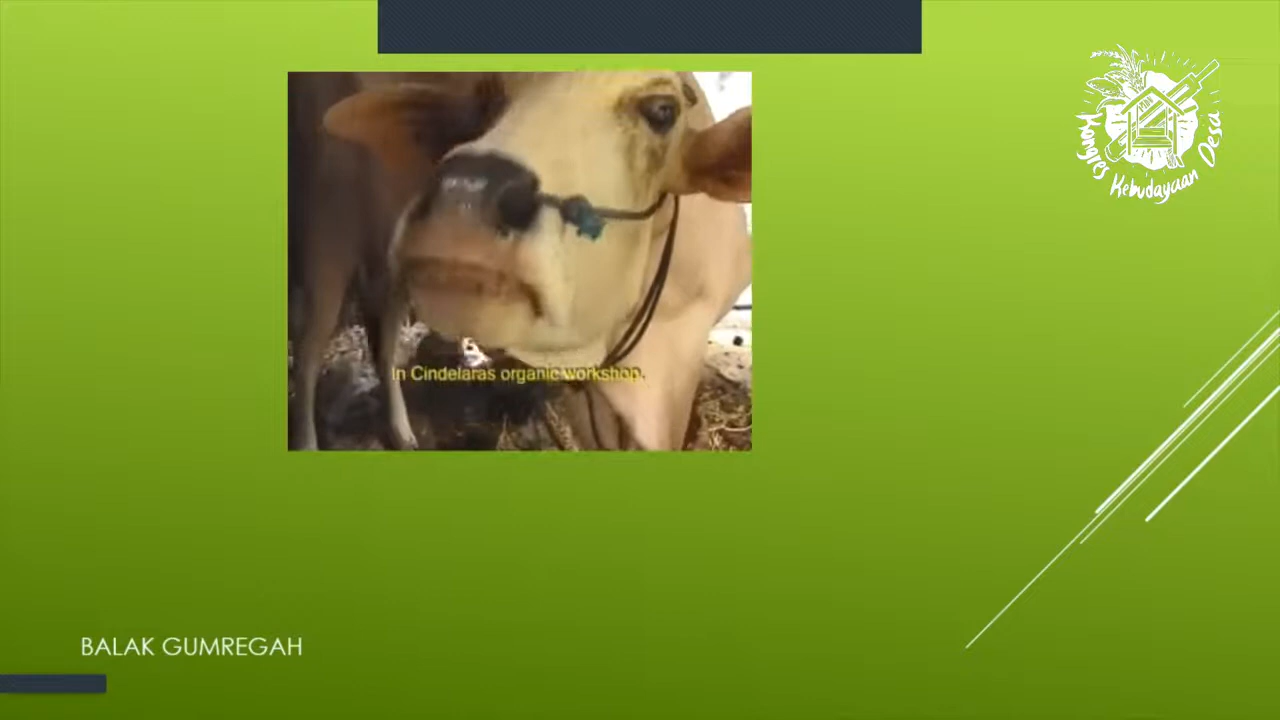 Kongres Kebudayaan Desa
In Cindelaras organic workshop.
BALAK GUMREGAH